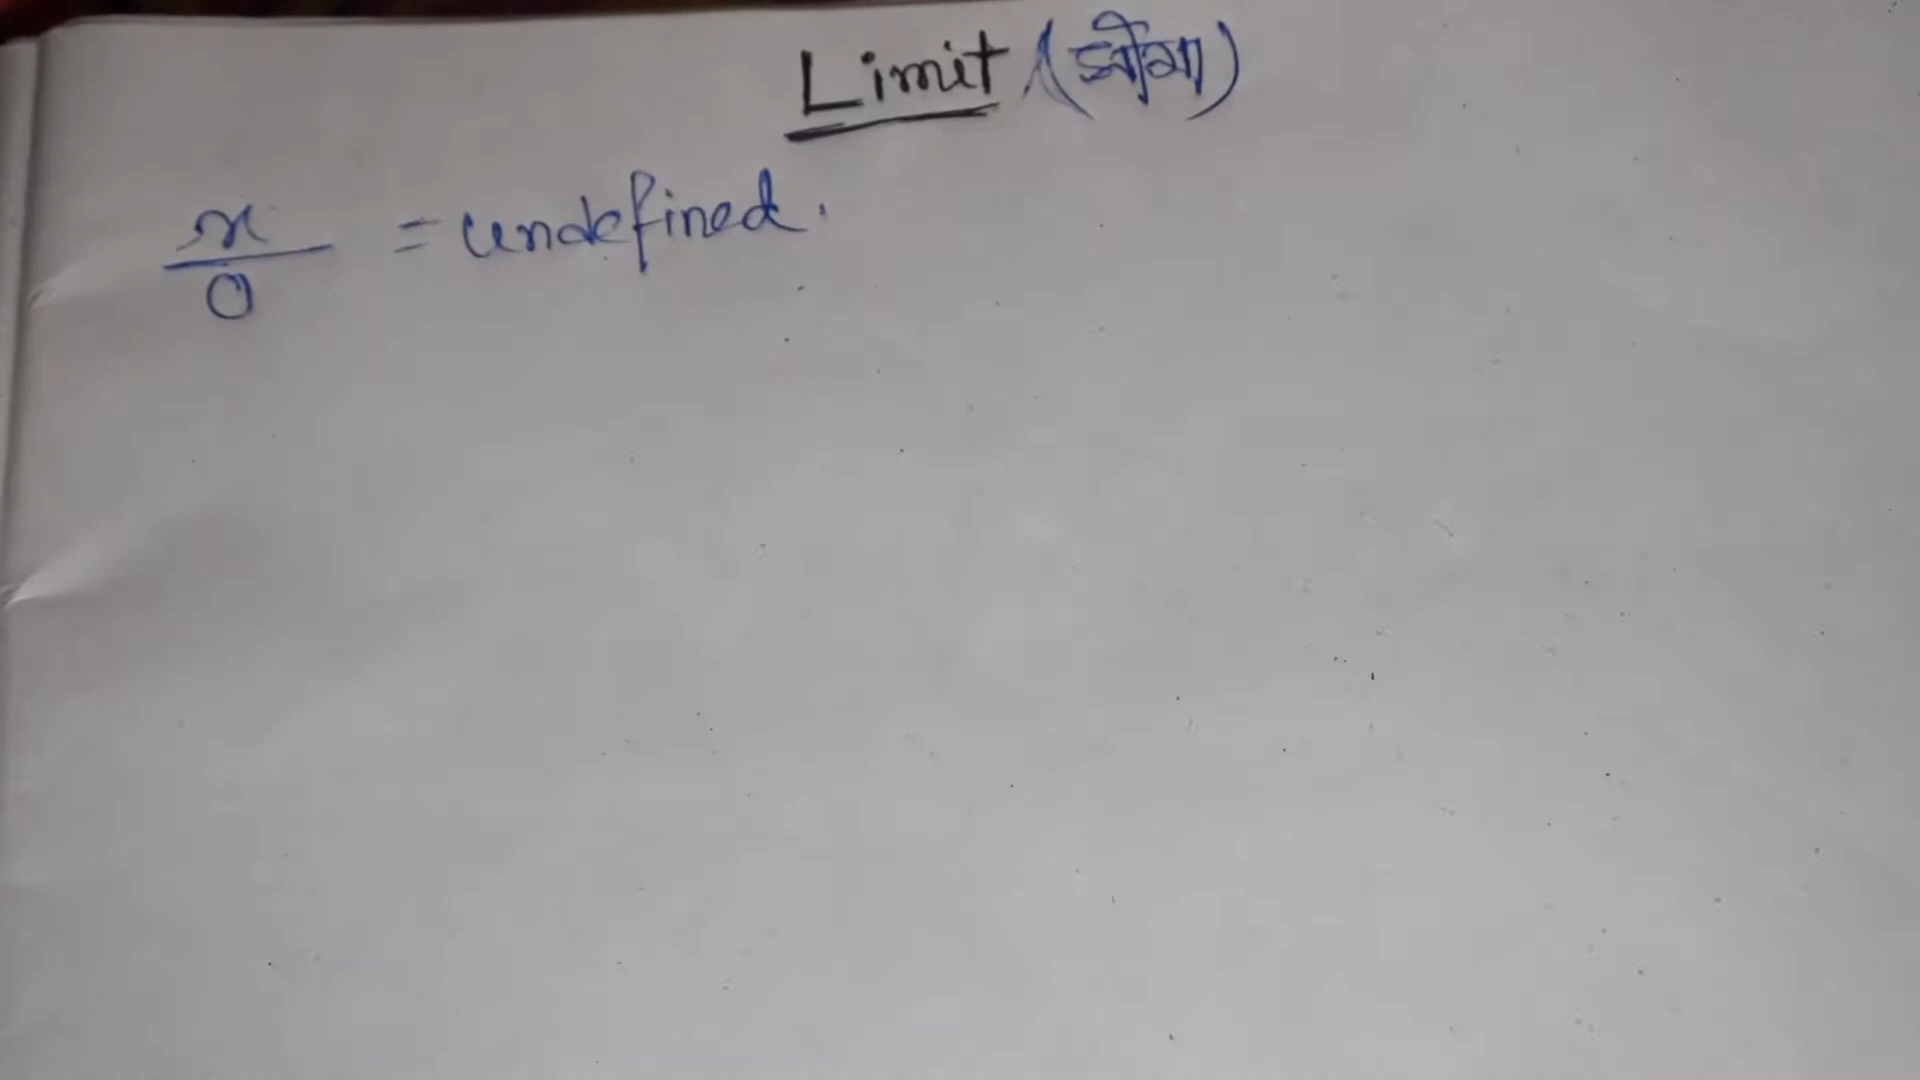 Limit (सीमा)
x/0 = undefined.